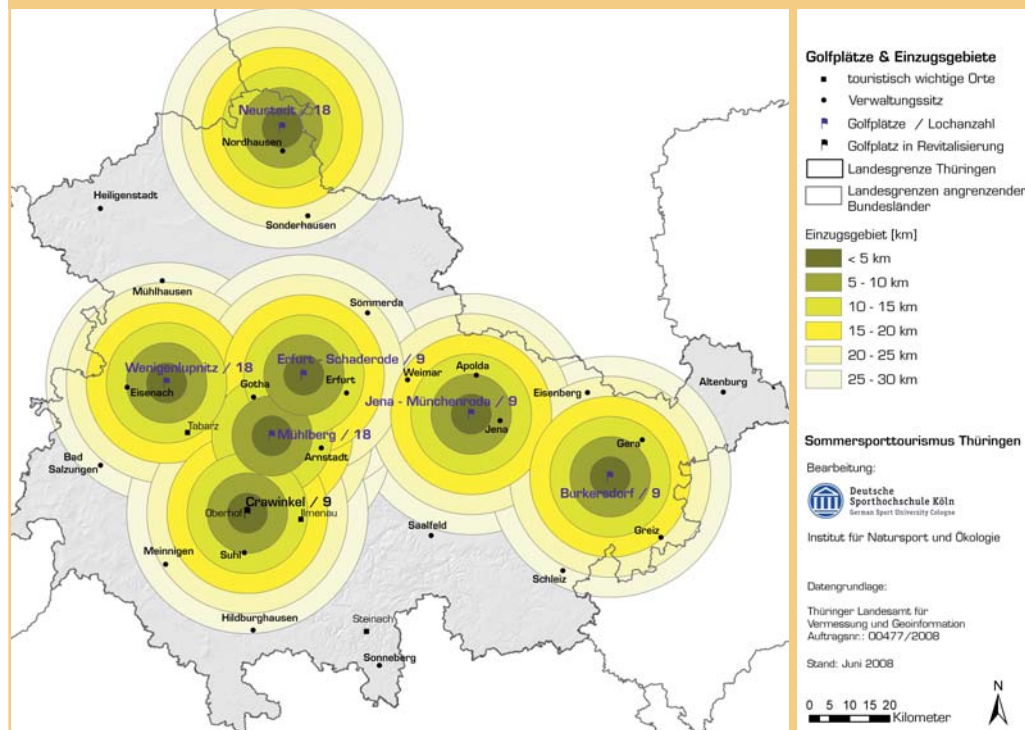 Neustedt / 18
Nordhausen
Heiligenstadt
Sonderhausen
Mühlhausen
Sömmerda
Wenigenlupnitz / 18
Erfurt - Schaderode / 9
Eisenach
Gotha
Erfurt
Weimar
Apolda
Eisenberg
Altenburg
Jena - Münchenroda / 9
Jena
Tabarz
Mühlberg / 18
Arnstadt
Gera
Bad
Salzungen
Burkersdorf / 9
Crawinkel / 9
Oberhof
Ilmenau
Saalfeld
Greiz
Suhl
Meinnigen
Schleiz
Hildburghausen
Steinach
Sonneberg
Golfplätze & Einzugsgebiete
touristisch wichtige Orte
Verwaltungssitz
Golfplätze / Lochanzahl
Golfplatz in Revitalisierung
Landesgrenze Thüringen
Landesgrenzen angrenzender
Bundesländer
Einzugsgebiet [km]
< 5 km
5 - 10 km
10 - 15 km
15 - 20 km
20 - 25 km
25 - 30 km
Sommersporttourismus Thüringen
Bearbeitung:
Deutsche
Sporthochschule Köln
German Sport University Cologne
Institut für Natursport und Ökologie
Datengrundlage:
Thüringer Landesamt für
Vermessung und Geoinformation
Auftragsnr.: 00477/2008
Stand: Juni 2008
N
0 5 10 15 20
Kilometer